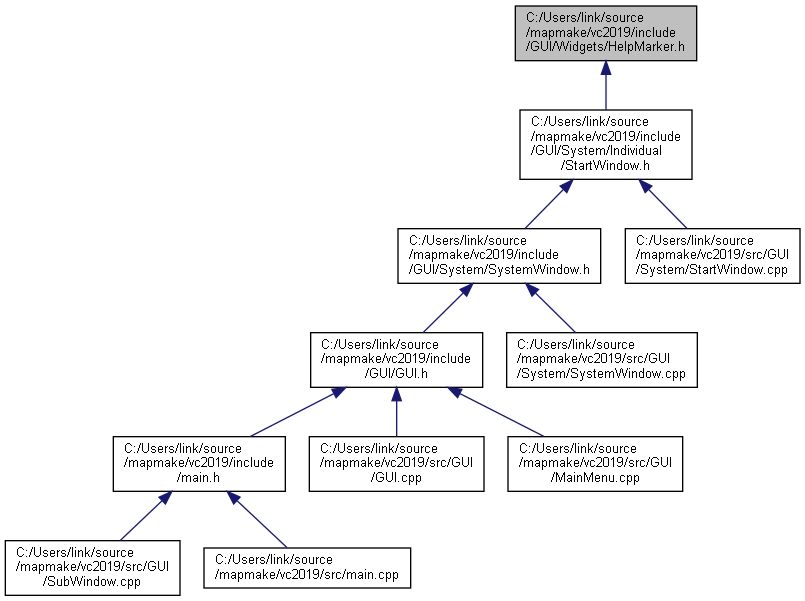 C:/Users/link/source
/mapmake/vc2019/include
/GUI/Widgets/HelpMarker.h
C:/Users/link/source
/mapmake/vc2019/include
/GUI/System/Individual
/StartWindow.h
C:/Users/link/source
/mapmake/vc2019/include
/GUI/System/SystemWindow.h
C:/Users/link/source
/mapmake/vc2019/src/GUI
/System/StartWindow.cpp
C:/Users/link/source
/mapmake/vc2019/include
/GUI/GUI.h
C:/Users/link/source
/mapmake/vc2019/src/GUI
/System/SystemWindow.cpp
C:/Users/link/source
/mapmake/vc2019/include
/main.h
C:/Users/link/source
/mapmake/vc2019/src/GUI
/GUI.cpp
C:/Users/link/source
/mapmake/vc2019/src/GUI
/MainMenu.cpp
C:/Users/link/source
/mapmake/vc2019/src/GUI
/SubWindow.cpp
C:/Users/link/source
/mapmake/vc2019/src/main.cpp